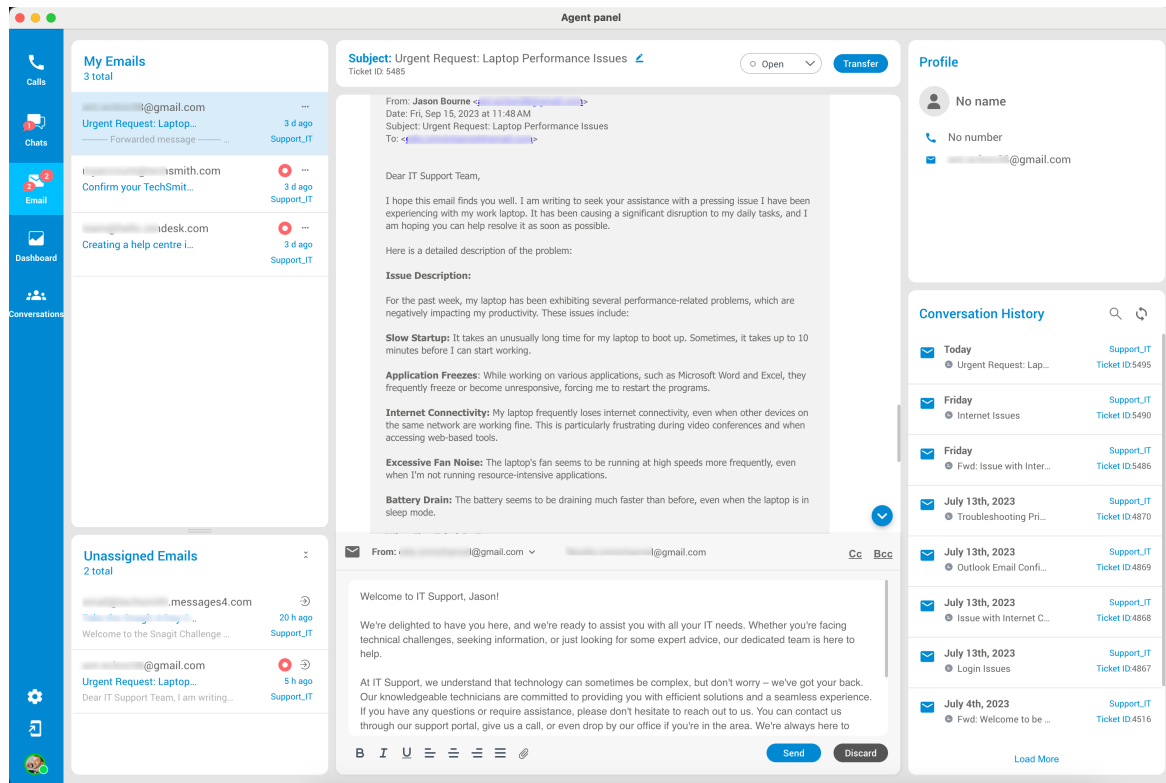 Agent panel
Calls
1
Chats
2
2
Email
Dashboard
Conversations
My Emails
3 total
@gmail.com
Urgent Request: Laptop...
3 d ago
--------- Forwarded message --------- ...
Support_IT
smith.com
Confirm your TechSmit...
3 d ago
Support_IT
desk.com
Creating a help centre i...
3 d ago
Support_IT
Unassigned Emails
2 total
.messages4.com
20 h ago
Welcome to the Snagit Challenge ...
Support_IT
@gmail.com
Urgent Request: Laptop...
5 h ago
Dear IT Support Team, I am writing...
Support_IT
Subject: Urgent Request: Laptop Performance Issues
Ticket ID: 5485
Open
Transfer
From: Jason Bourne <
>
Date: Fri, Sep 15, 2023 at 11:48 AM
Subject: Urgent Request: Laptop Performance Issues
To: <
>
Dear IT Support Team,
I hope this email finds you well. I am writing to seek your assistance with a pressing issue I have been
experiencing with my work laptop. It has been causing a significant disruption to my daily tasks, and I
am hoping you can help resolve it as soon as possible.
Here is a detailed description of the problem:
Issue Description:
For the past week, my laptop has been exhibiting several performance-related problems, which are
negatively impacting my productivity. These issues include:
Slow Startup: It takes an unusually long time for my laptop to boot up. Sometimes, it takes up to 10
minutes before I can start working.
Application Freezes: While working on various applications, such as Microsoft Word and Excel, they
frequently freeze or become unresponsive, forcing me to restart the programs.
Internet Connectivity: My laptop frequently loses internet connectivity, even when other devices on
the same network are working fine. This is particularly frustrating during video conferences and when
accessing web-based tools.
Excessive Fan Noise: The laptop's fan seems to be running at high speeds more frequently, even
when I'm not running resource-intensive applications.
Battery Drain: The battery seems to be draining much faster than before, even when the laptop is in
sleep mode.
From:
@gmail.com
@gmail.com
Cc
Bcc
Welcome to IT Support, Jason!
We're delighted to have you here, and we're ready to assist you with all your IT needs. Whether you're facing
technical challenges, seeking information, or just looking for some expert advice, our dedicated team is here to
help.
At IT Support, we understand that technology can sometimes be complex, but don't worry – we've got your back.
Our knowledgeable technicians are committed to providing you with efficient solutions and a seamless experience.
If you have any questions or require assistance, please don't hesitate to reach out to us. You can contact us
through our support portal, give us a call, or even drop by our office if you're in the area. We're always here to
B I U
Send
Discard
Profile
No name
No number
@gmail.com
Conversation History
Today
Support_IT
Urgent Request: Lap...
Ticket ID:5495
Friday
Support_IT
Internet Issues
Ticket ID:5490
Friday
Support_IT
Fwd: Issue with Inter...
Ticket ID:5486
July 13th, 2023
Support_IT
Troubleshooting Pri...
Ticket ID:4870
July 13th, 2023
Support_IT
Outlook Email Confi...
Ticket ID:4869
July 13th, 2023
Support_IT
Issue with Internet C...
Ticket ID:4868
July 13th, 2023
Support_IT
Login Issues
Ticket ID:4867
July 4th, 2023
Support_IT
Fwd: Welcome to be ...
Ticket ID:4516
Load More